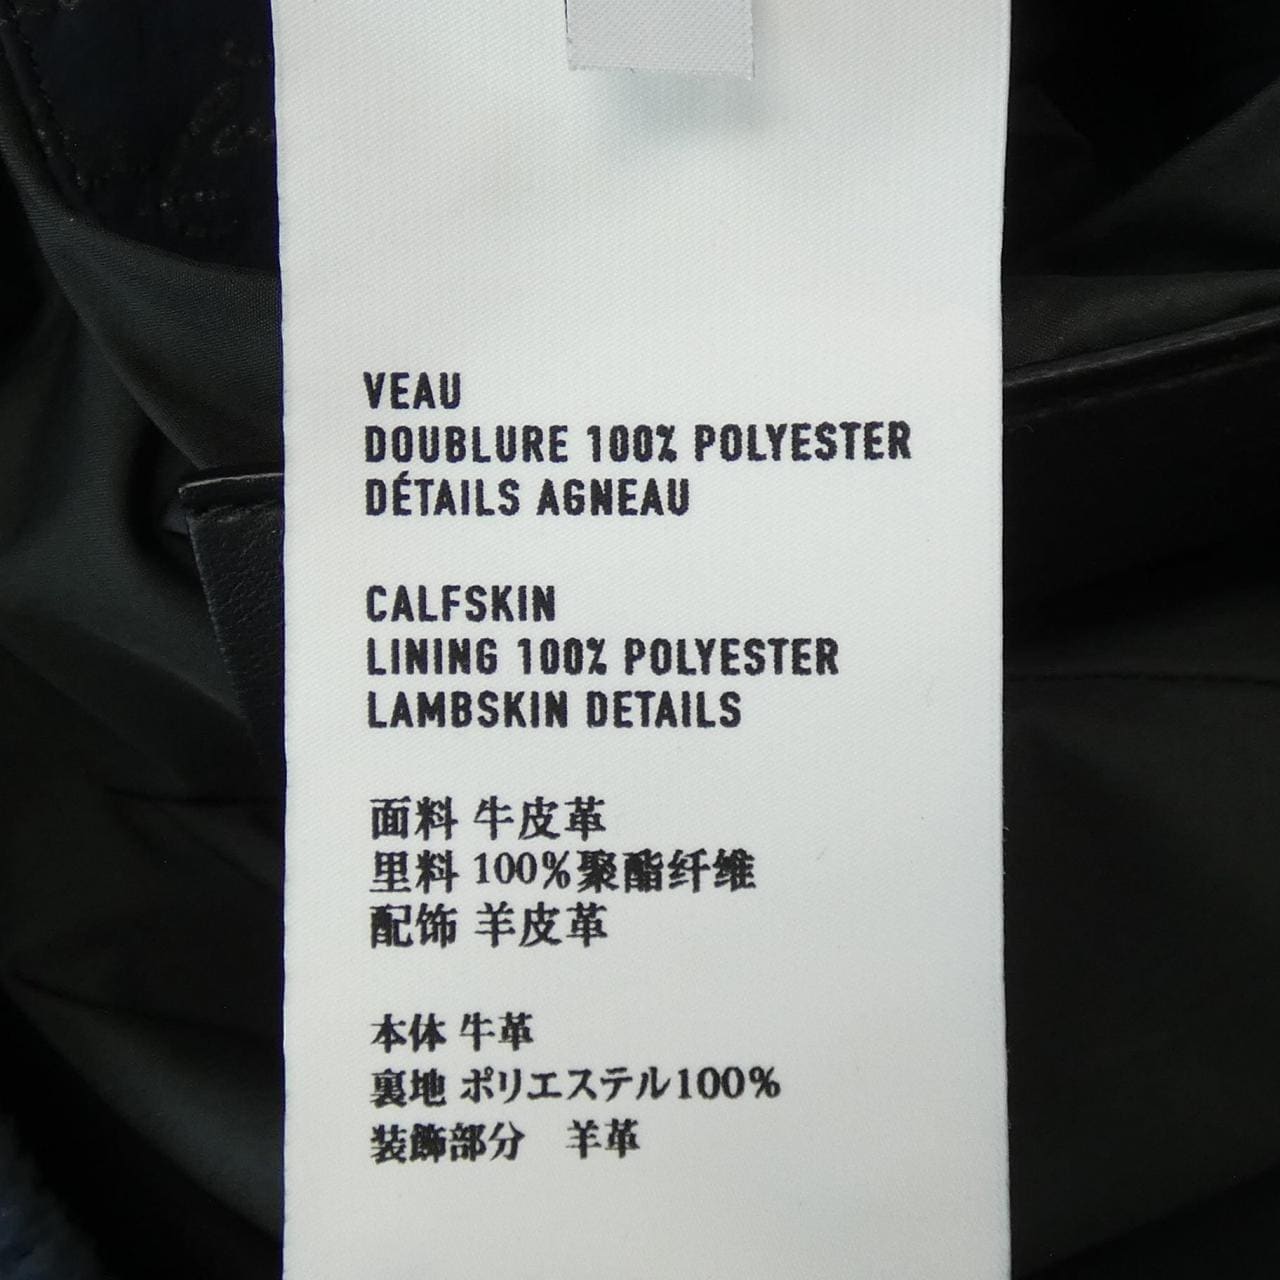 VEAU
DOUBLURE 100% POLYESTER
DÉTAILS AGNEAU
CALFSKIN
LINING 100% POLYESTER
LAMBSKIN DETAILS
面料 牛皮革
里料 100%聚酯纤维
配饰 羊皮革
本体 牛革
裏地 ポリエステル100%
装飾部分　羊革